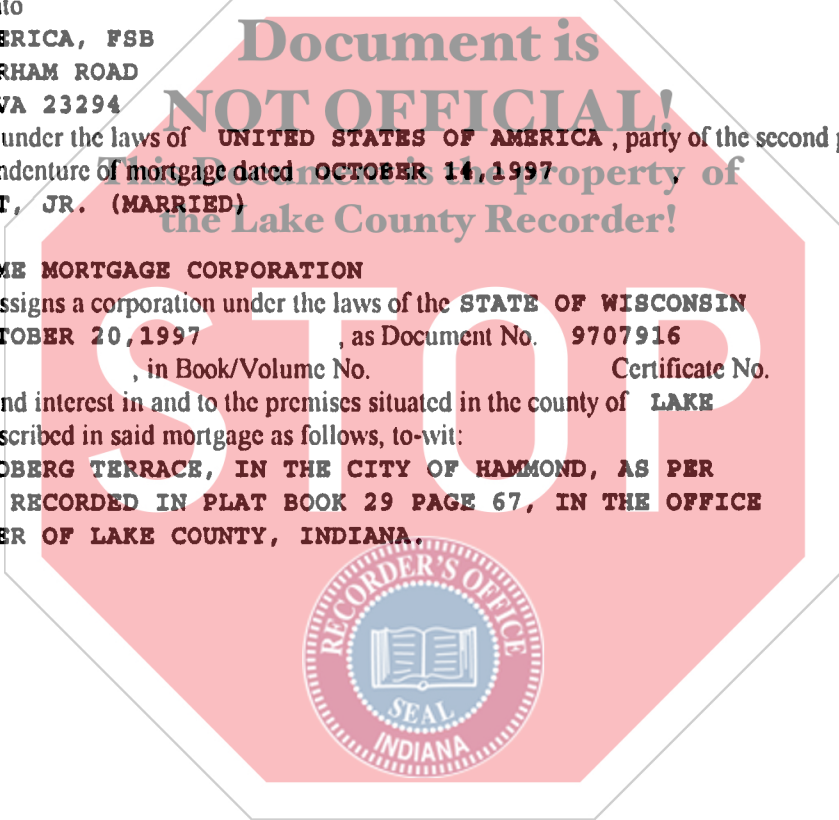 Document is
ERICA, FSB
RHAM ROAD
VA 23294
NOT OFFICIAL!
under the laws of UNITED STATES OF AMERICA , party of the second p
ndenture of mortgage dated OCTOBER 14,1997 ,
This Document is the property of
T, JR. (MARRIED)
the Lake County Recorder!
ME MORTGAGE CORPORATION
ssigns a corporation under the laws of the STATE OF WISCONSIN
TOBER 20,1997 , as Document No. 9707916
, in Book/Volume No. Certificate No.
nd interest in and to the premises situated in the county of LAKE
scribed in said mortgage as follows, to-wit:
STOP
OBERG TERRACE, IN THE CITY OF HAMMOND, AS PER
RECORDED IN PLAT BOOK 29 PAGE 67, IN THE OFFICE
ER OF LAKE COUNTY, INDIANA.
RECORDER'S OFFICE
SEAL
INDIANA